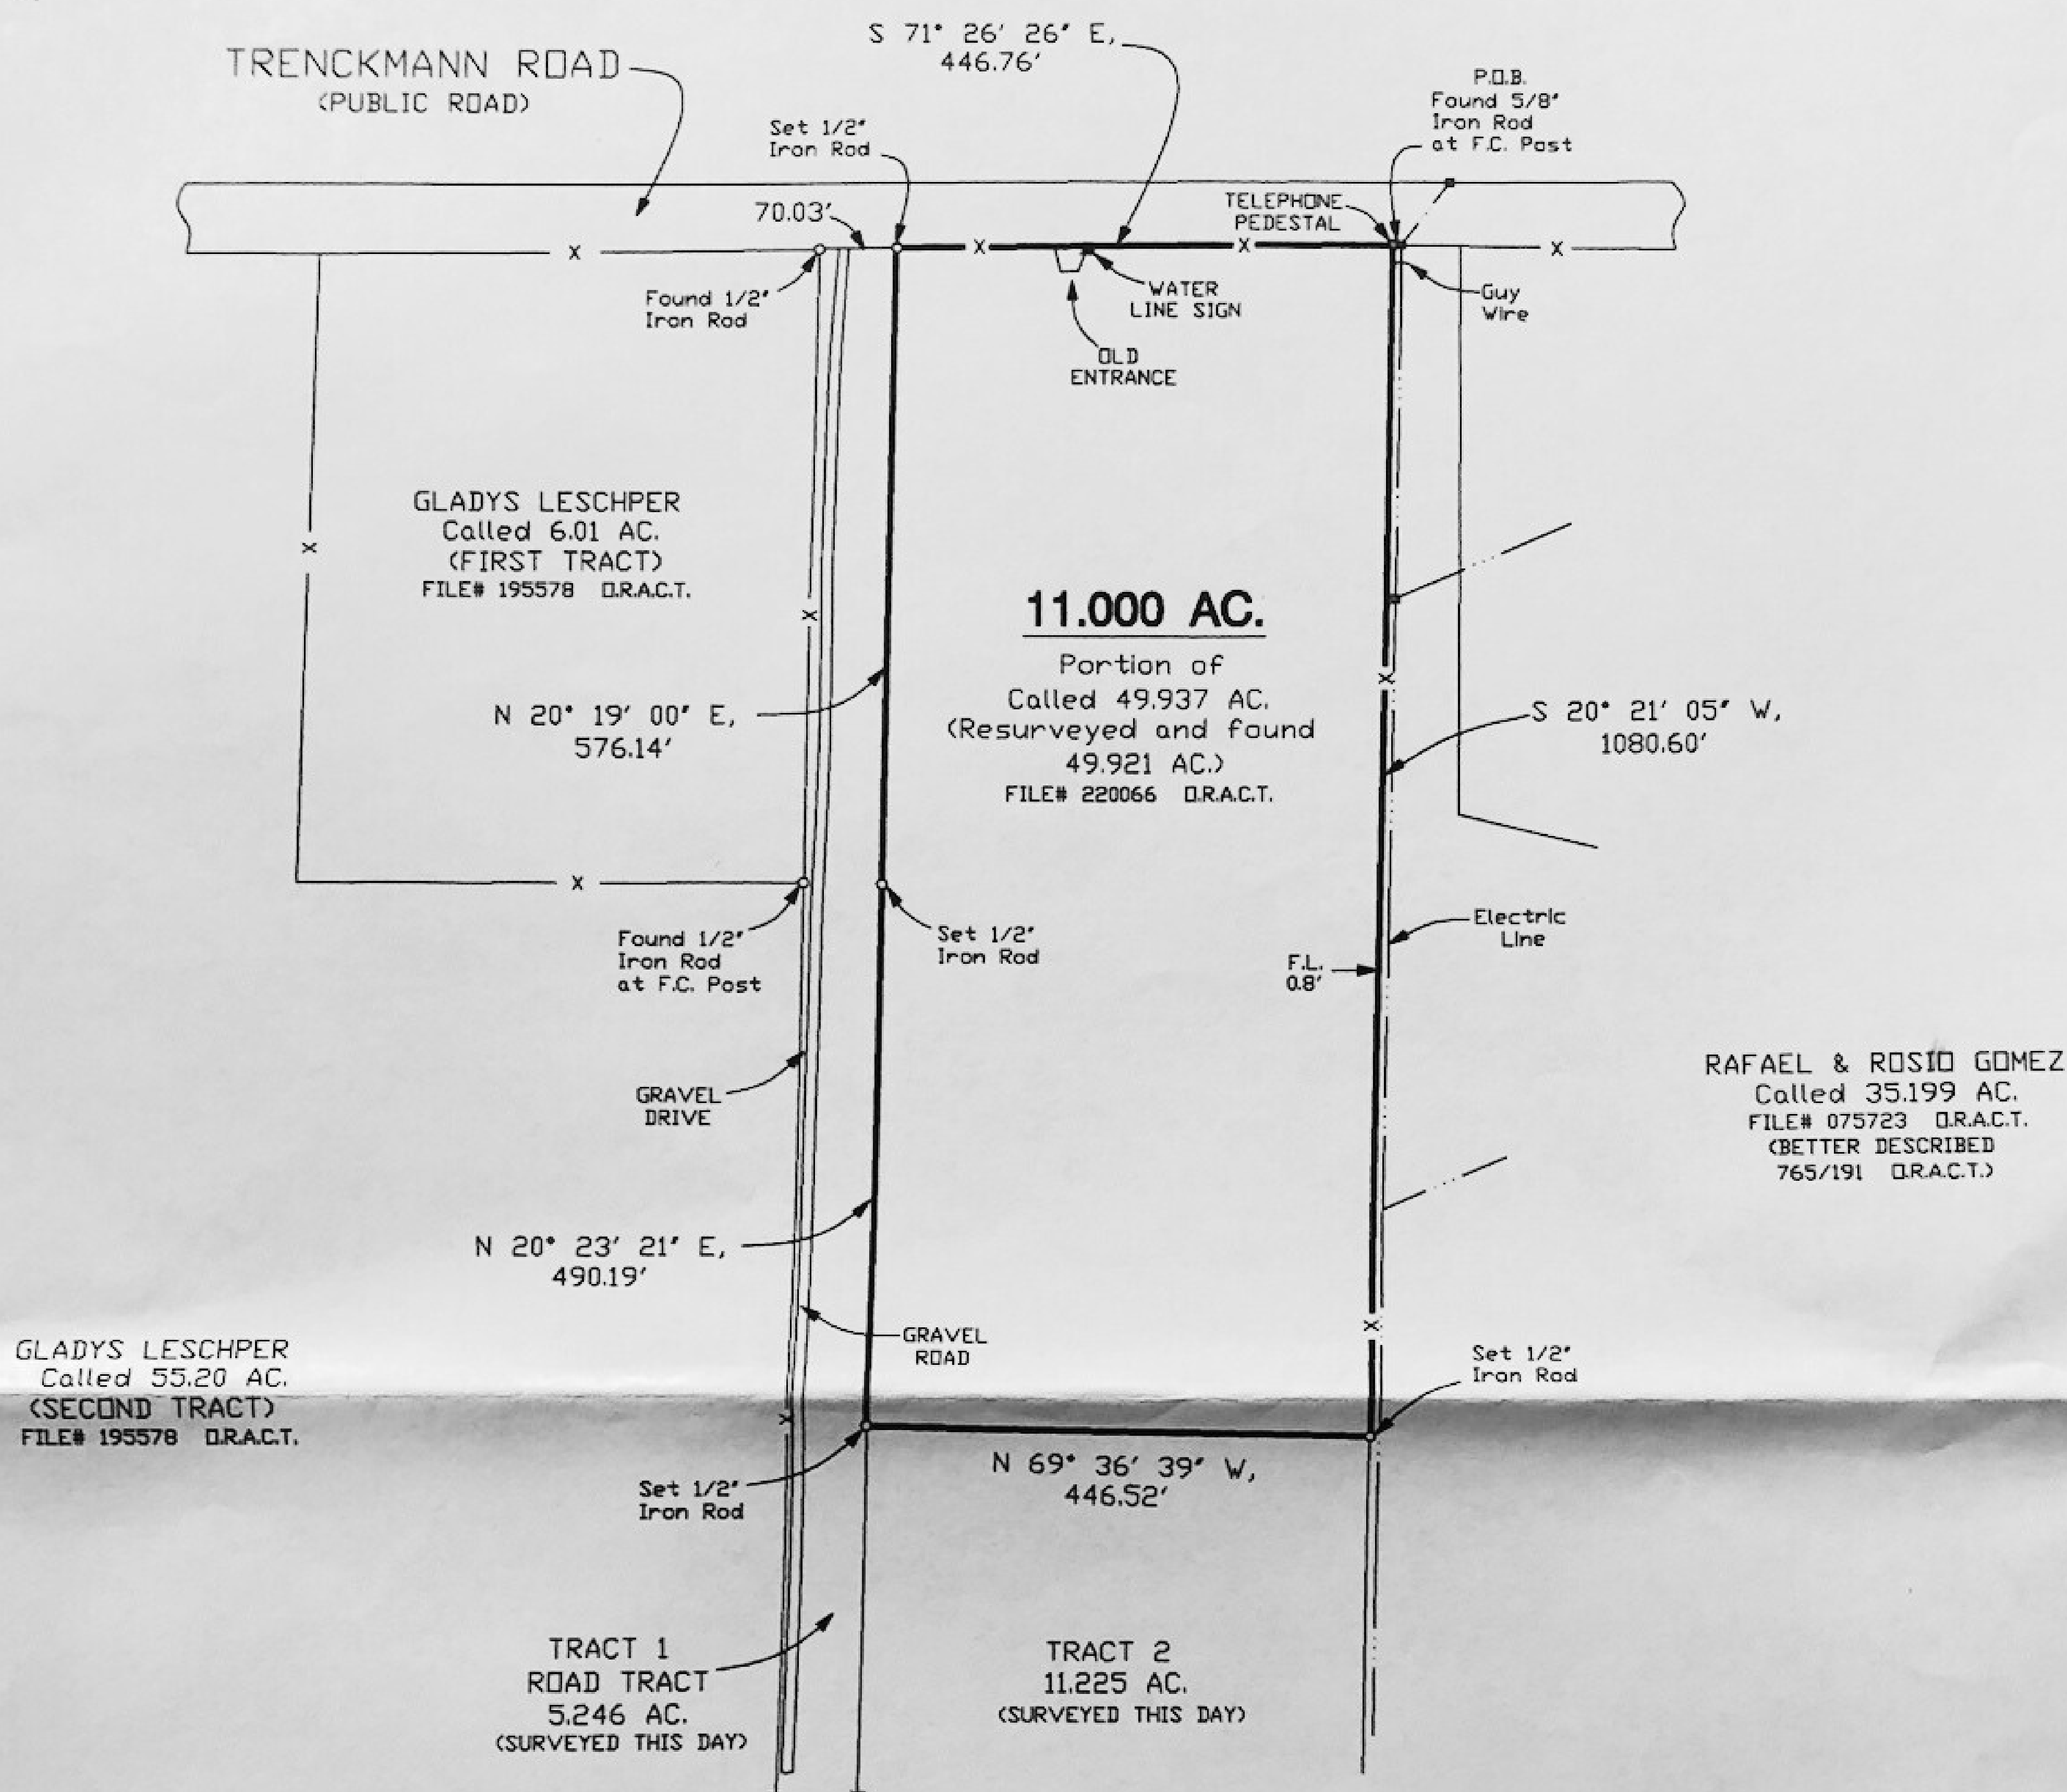 S 71° 26' 26" E,
446.76'
TRENCKMANN ROAD
(PUBLIC ROAD)
P.O.B.
Found 5/8"
Iron Rod
at F.C. Post
Set 1/2"
Iron Rod
70.03'
TELEPHONE
PEDESTAL
X
X
X
X
Found 1/2"
Iron Rod
WATER
LINE SIGN
Guy
Wire
OLD
ENTRANCE
GLADYS LESCHPER
Called 6.01 AC.
(FIRST TRACT)
FILE# 195578 O.R.A.C.T.
X
X
11.000 AC.
Portion of
Called 49.937 AC.
(Resurveyed and found
49.921 AC.)
FILE# 220066 O.R.A.C.T.
N 20° 19' 00" E,
576.14'
X
S 20° 21' 05" W,
1080.60'
X
Found 1/2"
Iron Rod
at F.C. Post
Set 1/2"
Iron Rod
Electric
Line
F.L.
0.8'
GRAVEL
DRIVE
RAFAEL & ROSIO GOMEZ
Called 35.199 AC.
FILE# 075723 O.R.A.C.T.
(BETTER DESCRIBED
765/191 O.R.A.C.T.)
N 20° 23' 21" E,
490.19'
GRAVEL
ROAD
X
GLADYS LESCHPER
Called 55.20 AC.
(SECOND TRACT)
FILE# 195578 O.R.A.C.T.
Set 1/2"
Iron Rod
X
N 69° 36' 39" W,
446.52'
Set 1/2"
Iron Rod
TRACT 1
ROAD TRACT
5.246 AC.
(SURVEYED THIS DAY)
TRACT 2
11.225 AC.
(SURVEYED THIS DAY)